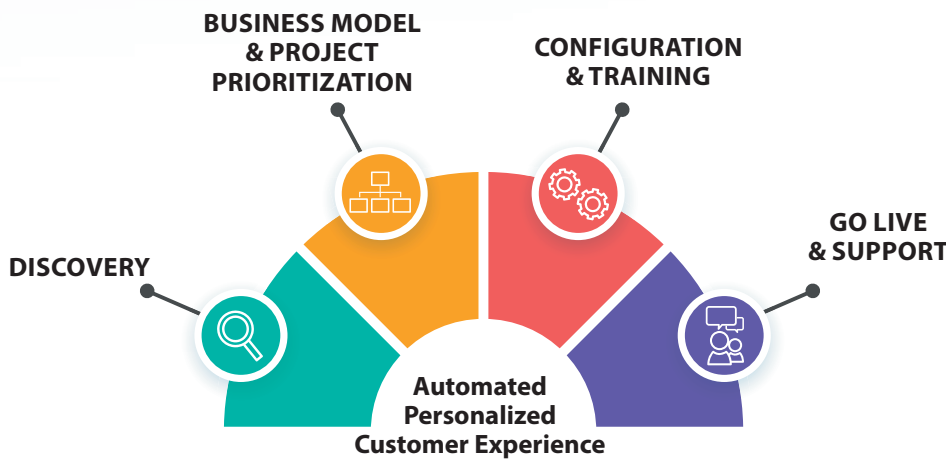 DISCOVERY
BUSINESS MODEL
& PROJECT
PRIORITIZATION
CONFIGURATION
& TRAINING
GO LIVE
& SUPPORT
Automated
Personalized
Customer Experience